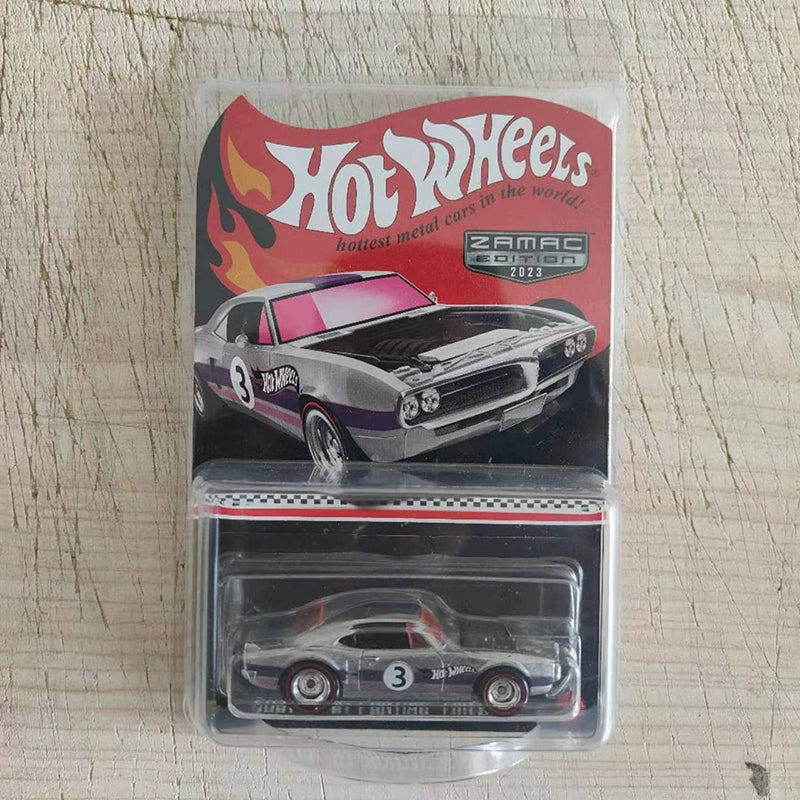 HOT WHEELS®
hottest metal cars in the world!
ZAMAC
EDITION
2023
3
HOT WHEELS
3
HOT WHEELS